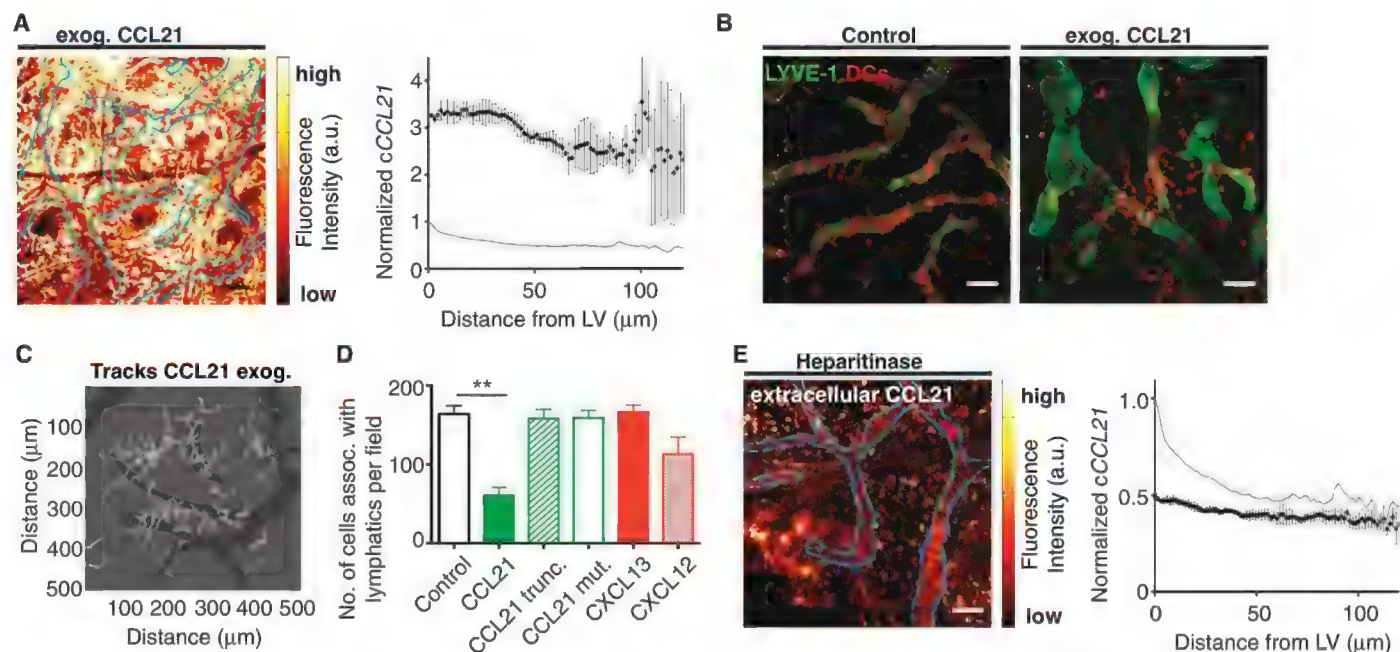 A
exog. CCL21
high
Fluorescence
Intensity (a.u.)
low
Normalized cCCL21
4
3
2
1
0
0
50
100
Distance from LV (µm)
B
Control
exog. CCL21
LYVE-1 DCs
C
Tracks CCL21 exog.
Distance (µm)
100
200
300
400
500
100 200 300 400 500
Distance (µm)
D
No. of cells assoc. with
lymphatics per field
200
100
0
**
Control
CCL21
CCL21 trunc.
CCL21 mut.
CXCL13
CXCL12
E
Heparitinase
extracellular CCL21
high
Fluorescence
Intensity (a.u.)
low
Normalized cCCL21
1.0
0.5
0
0
50
100
Distance from LV (µm)